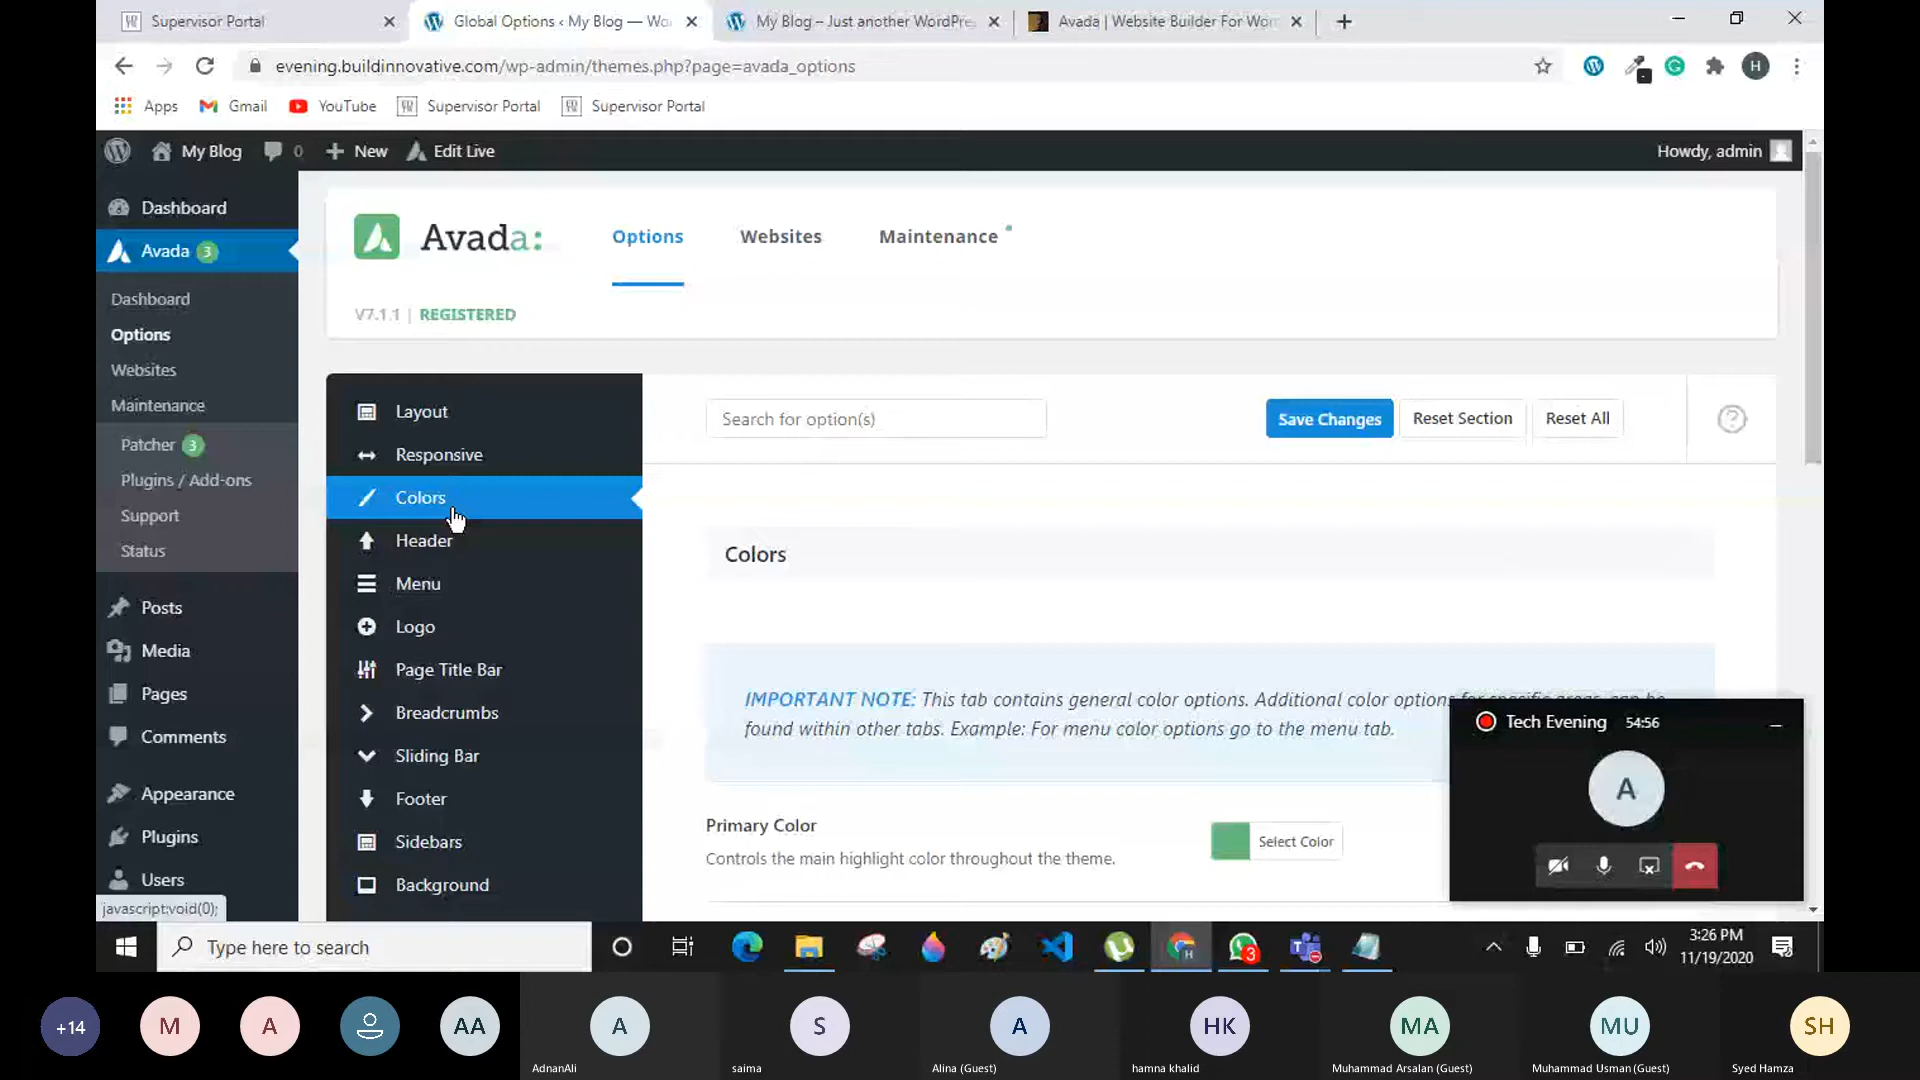 Supervisor Portal
Global Options ‹ My Blog — Wo
My Blog – Just another WordPre
Avada | Website Builder For Wor
evening.buildinnovative.com/wp-admin/themes.php?page=avada_options
H
Apps
Gmail
YouTube
Supervisor Portal
Supervisor Portal
My Blog
0
New
Edit Live
Howdy, admin
Dashboard
Avada 3
Dashboard
Options
Websites
Maintenance
Patcher 3
Plugins / Add-ons
Support
Status
Posts
Media
Pages
Comments
Appearance
Plugins
Users
javascript:void(0);
Avada:
Options
Websites
Maintenance
V7.1.1 | REGISTERED
Layout
Responsive
Colors
Header
Menu
Logo
Page Title Bar
Breadcrumbs
Sliding Bar
Footer
Sidebars
Background
Search for option(s)
Save Changes
Reset Section
Reset All
Colors
IMPORTANT NOTE: This tab contains general color options. Additional color options for specific areas, can be
found within other tabs. Example: For menu color options go to the menu tab.
Primary Color
Controls the main highlight color throughout the theme.
Select Color
Tech Evening 54:56
A
Type here to search
3
3:26 PM
11/19/2020
+14
M
A
AA
A
AdnanAli
S
saima
A
Alina (Guest)
HK
hamna khalid
MA
Muhammad Arsalan (Guest)
MU
Muhammad Usman (Guest)
SH
Syed Hamza